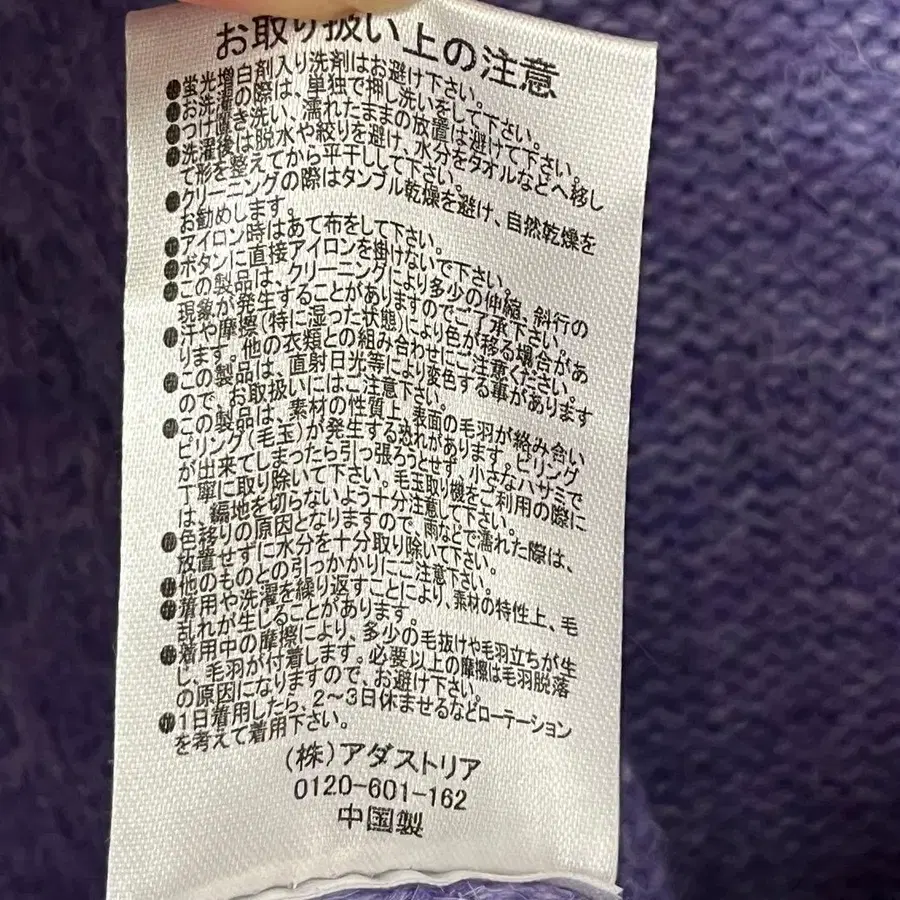 お取り扱い上の注意
●蛍光増白剤入り洗剤はお避け下さい。
●お洗濯の際は、単独で押し洗いをして下さい。
●つけ置き洗い、濡れたままの放置は避けて下さい。
●洗濯後は脱水や絞りを避け、水分をタオルなどへ移し
て形を整えてから平干しして下さい。
●クリーニングの際はタンブル乾燥を避け、自然乾燥を
お勧めします。
●アイロン時はあて布をして下さい。
●ボタンに直接アイロンを掛けないで下さい。
●この製品は、クリーニングにより多少の伸縮、斜行の
現象が発生することがありますのでご了承下さい。
●汗や摩擦(特に湿った状態)により色が移る場合があ
ります。他の衣類との組み合わせにご注意ください。
●この製品は、直射日光等により変色する事があります
ので、お取扱いにはご注意下さい。
●この製品は、素材の性質上、表面の毛羽が絡み合い
ピリング(毛玉)が発生する恐れがあります。ピリング
が出来てしまったら引っ張ろうとせず、小さなハサミで
丁寧に取り除いて下さい。毛玉取り機をご利用の際に
は、編地を切らないよう十分注意して下さい。
●色移りの原因となりますので、雨などで濡れた際は、
放置せずに水分を十分取り除いて下さい。
●他のものとの引っかかりにご注意下さい。
●着用や洗濯を繰り返すことにより、素材の特性上、毛
乱れが生じることがあります。
●着用中の摩擦により、多少の毛抜けや毛羽立ちが生
じ、毛羽が付着します。必要以上の摩擦は毛羽脱落
の原因になりますので、お避け下さい。
●1日着用したら、2～3日休ませるなどローテーション
を考えて着用下さい。
(株)アダストリア
0120-601-162
中国製